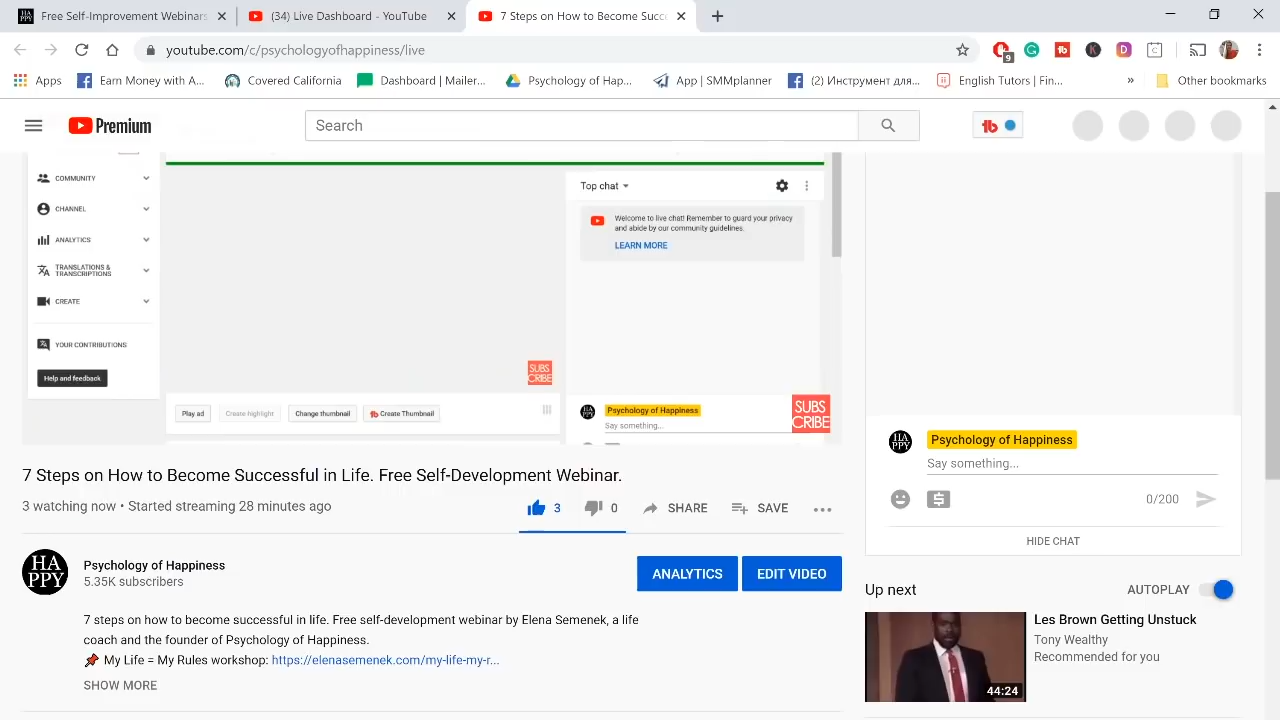 HAPPY
Free Self-Improvement Webinars
(34) Live Dashboard - YouTube
7 Steps on How to Become Succ
youtube.com/c/psychologyofhappiness/live
9
Apps
Earn Money with A...
Covered California
Dashboard | Mailer...
Psychology of Hap...
App | SMMplanner
(2) Инструмент для...
English Tutors | Fin...
»
Other bookmarks
Premium
Search
COMMUNITY
CHANNEL
ANALYTICS
TRANSLATIONS &
TRANSCRIPTIONS
CREATE
YOUR CONTRIBUTIONS
Help and feedback
Top chat
Welcome to live chat! Remember to guard your privacy
and abide by our community guidelines.
LEARN MORE
SUBS
CRIBE
Play ad
Create highlight
Change thumbnail
Create Thumbnail
HA
PPY
Psychology of Happiness
Say something...
SUBS
CRIBE
7 Steps on How to Become Successful in Life. Free Self-Development Webinar.
3 watching now • Started streaming 28 minutes ago
3
0
SHARE
SAVE
HA
PPY
Psychology of Happiness
5.35K subscribers
ANALYTICS
EDIT VIDEO
7 steps on how to become successful in life. Free self-development webinar by Elena Semenek, a life
coach and the founder of Psychology of Happiness.
📌 My Life = My Rules workshop: https://elenasemenek.com/my-life-my-r...
SHOW MORE
HA
PPY
Psychology of Happiness
Say something...
0/200
HIDE CHAT
Up next
AUTOPLAY
44:24
Les Brown Getting Unstuck
Tony Wealthy
Recommended for you